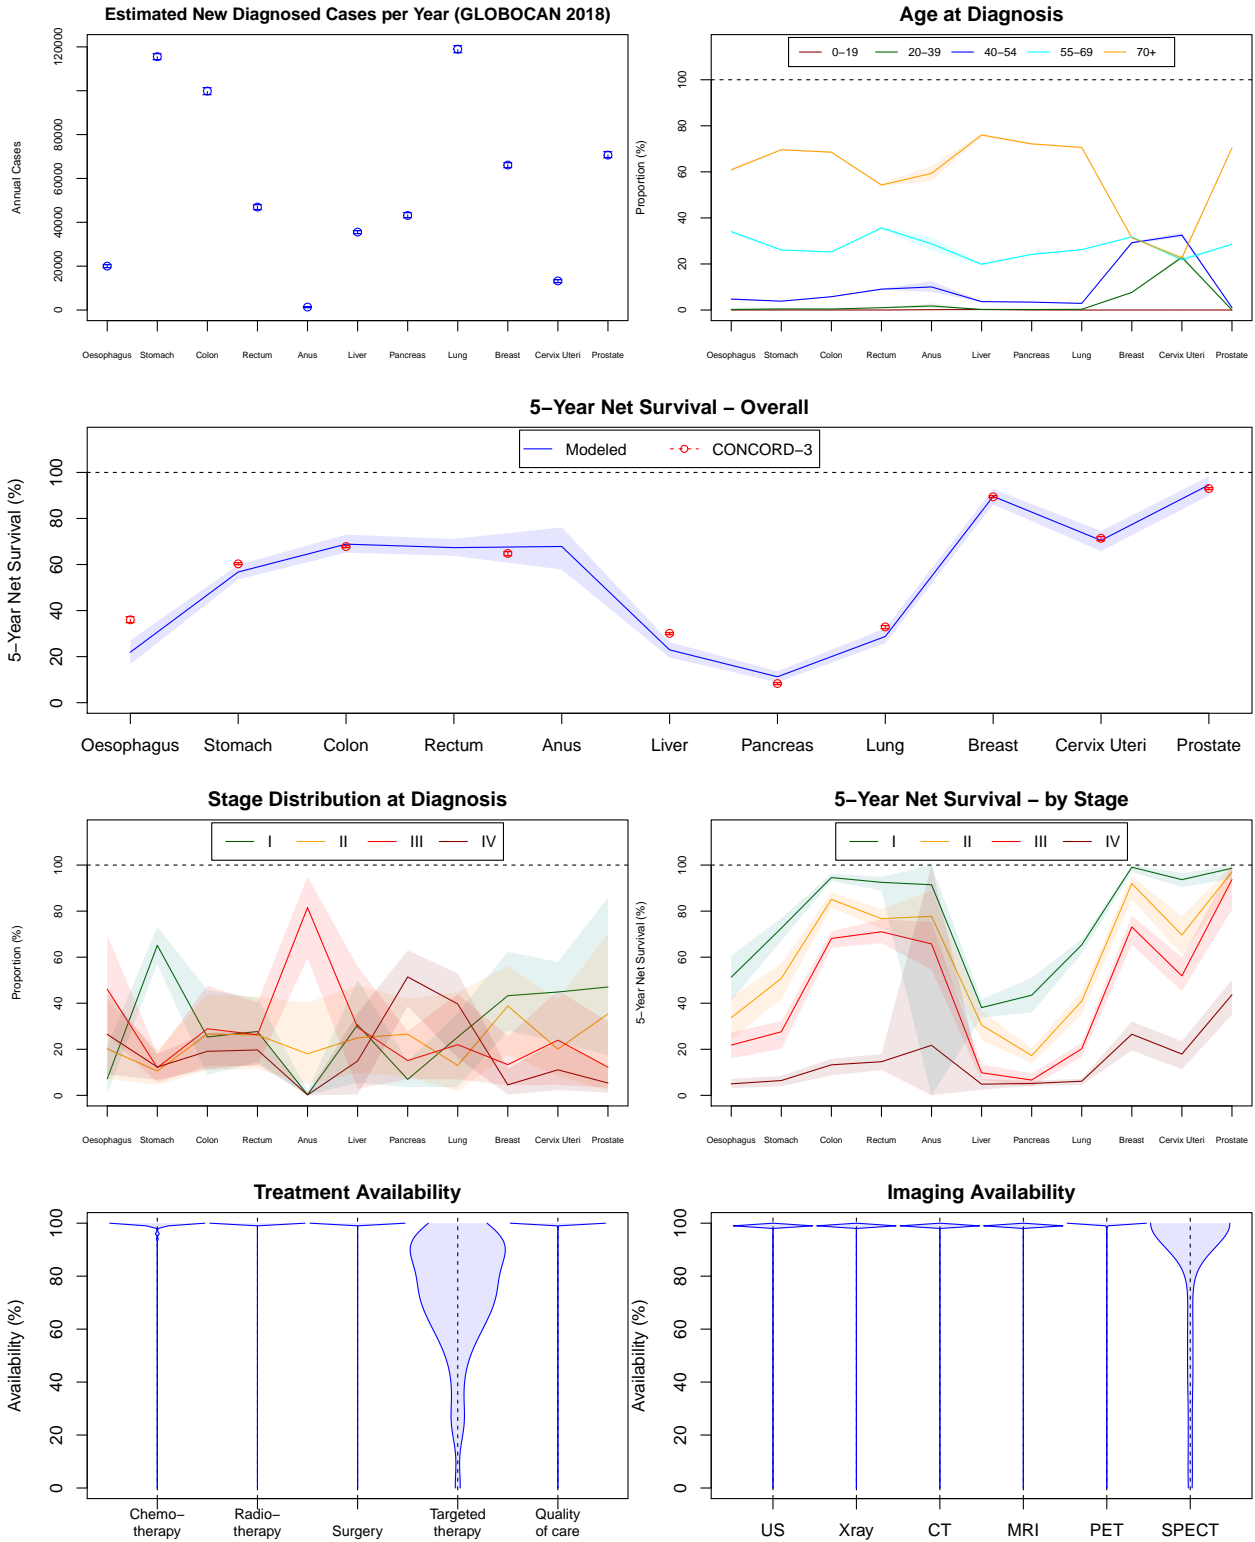 Estimated New Diagnosed Cases per Year (GLOBOCAN 2018)
Annual Cases
0 20000 40000 60000 80000 120000
Oesophagus Stomach Colon Rectum Anus Liver Pancreas Lung Breast Cervix Uteri Prostate
Age at Diagnosis
0–19 20–39 40–54 55–69 70+
Proportion (%)
0 20 40 60 80 100
Oesophagus Stomach Colon Rectum Anus Liver Pancreas Lung Breast Cervix Uteri Prostate
5–Year Net Survival – Overall
Modeled CONCORD–3
5–Year Net Survival (%)
0 20 40 60 80 100
Oesophagus Stomach Colon Rectum Anus Liver Pancreas Lung Breast Cervix Uteri Prostate
Stage Distribution at Diagnosis
I II III IV
Proportion (%)
0 20 40 60 80 100
Oesophagus Stomach Colon Rectum Anus Liver Pancreas Lung Breast Cervix Uteri Prostate
5–Year Net Survival – by Stage
I II III IV
5–Year Net Survival (%)
0 20 40 60 80 100
Oesophagus Stomach Colon Rectum Anus Liver Pancreas Lung Breast Cervix Uteri Prostate
Treatment Availability
Availability (%)
0 20 40 60 80 100
Chemo–
therapy
Radio–
therapy
Surgery
Targeted
therapy
Quality
of care
Imaging Availability
Availability (%)
0 20 40 60 80 100
US Xray CT MRI PET SPECT